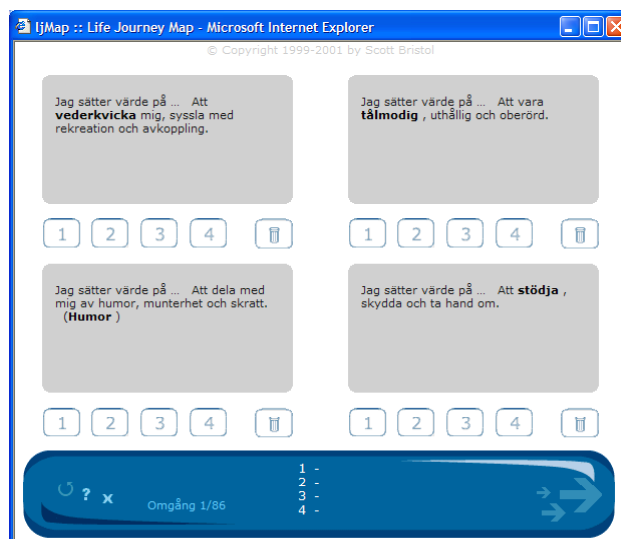 ljMap :: Life Journey Map - Microsoft Internet Explorer
© Copyright 1999-2001 by Scott Bristol
Jag sätter värde på ... Att
vederkvicka mig, syssla med
rekreation och avkoppling.
Jag sätter värde på ... Att vara
tålmodig , uthållig och oberörd.
1 2 3 4
1 2 3 4
Jag sätter värde på ... Att dela med
mig av humor, munterhet och skratt.
(Humor )
Jag sätter värde på ... Att stödja ,
skydda och ta hand om.
1 2 3 4
1 2 3 4
1 -
2 -
3 -
4 -
? x
Omgång 1/86